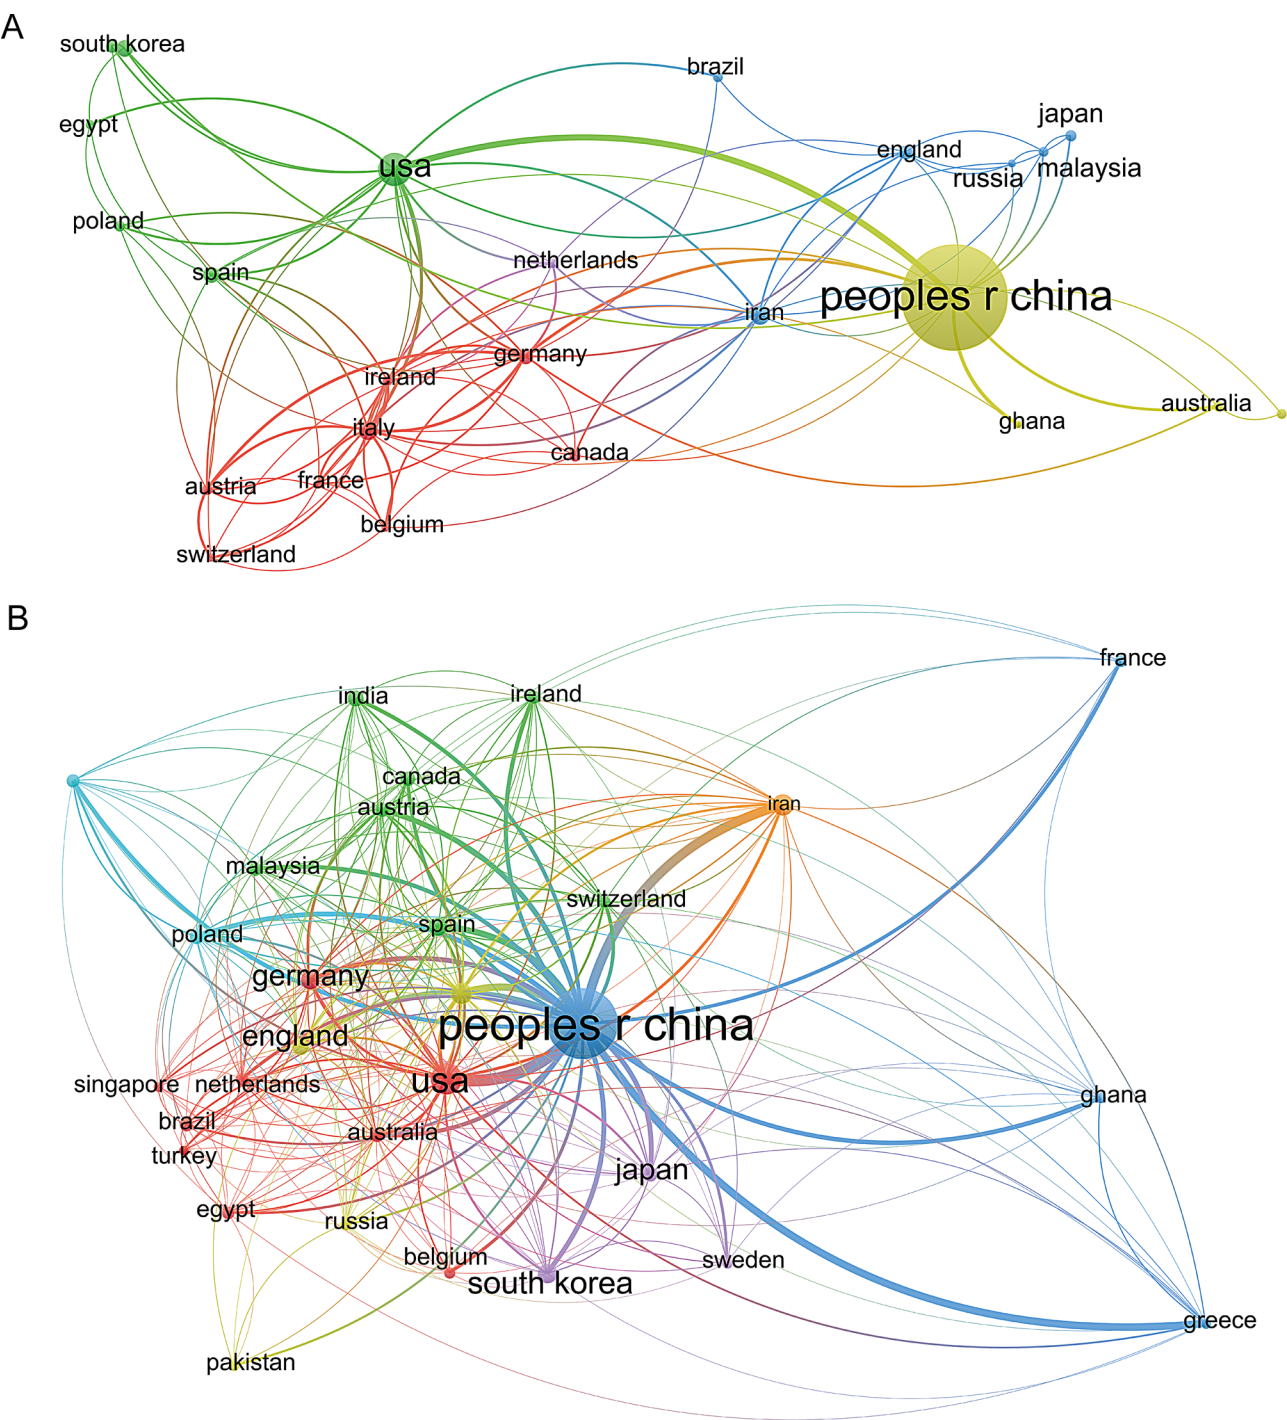 A
south korea
brazil
japan
egypt
england
usa
malaysia
russia
poland
netherlands
spain
peoples r china
iran
germany
ireland
australia
ghana
italy
canada
austria
france
belgium
switzerland
B
france
india
ireland
canada
iran
austria
malaysia
switzerland
spain
poland
germany
peoples r china
england
usa
singapore
netherlands
ghana
brazil
australia
turkey
japan
egypt
russia
belgium
sweden
south korea
greece
pakistan